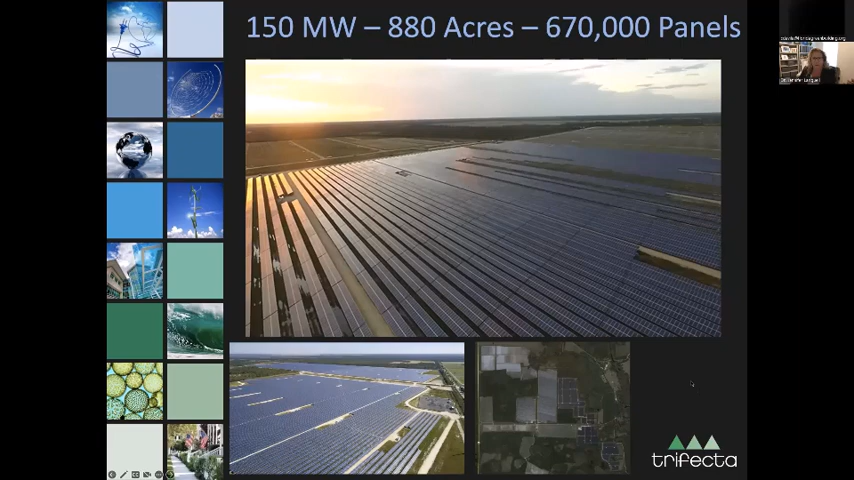 150 MW – 880 Acres – 670,000 Panels
trifecta